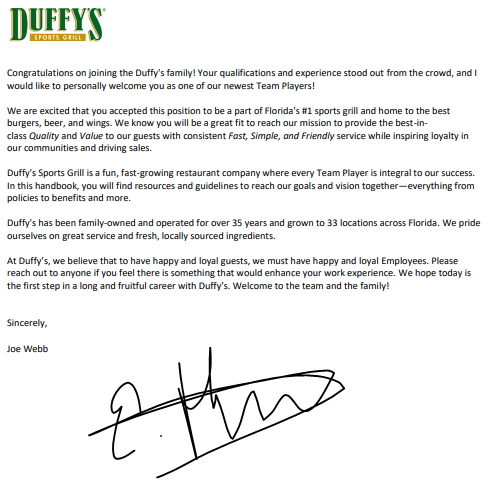 DUFFY'S
SPORTS GRILL
Congratulations on joining the Duffy's family! Your qualifications and experience stood out from the crowd, and I
would like to personally welcome you as one of our newest Team Players!
We are excited that you accepted this position to be a part of Florida's #1 sports grill and home to the best
burgers, beer, and wings. We know you will be a great fit to reach our mission to provide the best-in-
class Quality and Value to our guests with consistent Fast, Simple, and Friendly service while inspiring loyalty in
our communities and driving sales.
Duffy's Sports Grill is a fun, fast-growing restaurant company where every Team Player is integral to our success.
In this handbook, you will find resources and guidelines to reach our goals and vision together—everything from
policies to benefits and more.
Duffy's has been family-owned and operated for over 35 years and grown to 33 locations across Florida. We pride
ourselves on great service and fresh, locally sourced ingredients.
At Duffy's, we believe that to have happy and loyal guests, we must have happy and loyal Employees. Please
reach out to anyone if you feel there is something that would enhance your work experience. We hope today is
the first step in a long and fruitful career with Duffy's. Welcome to the team and the family!
Sincerely,
Joe Webb